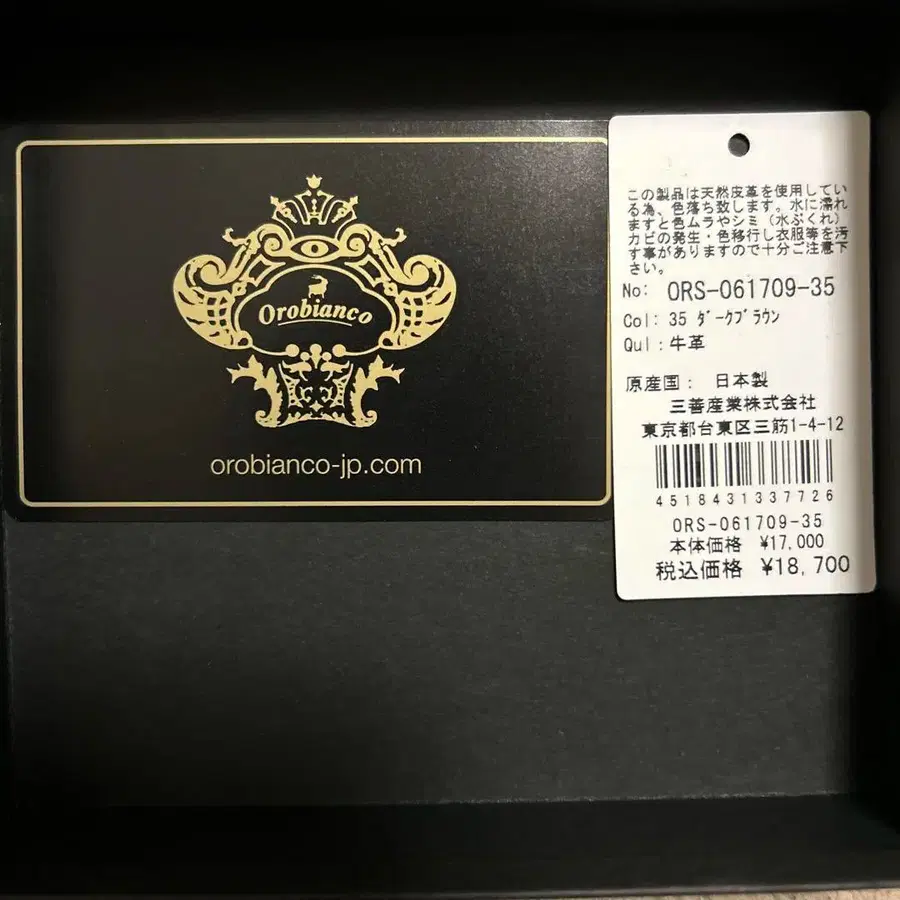 Orobianco
orobianco-jp.com
この製品は天然皮革を使用してい
る為、色落ち致します。水に濡れ
ますと色ムラやシミ（水ぶくれ）
カビの発生・色移行し衣服等を汚
す事がありますので十分ご注意下
さい。
No: ORS-061709-35
Col: 35 ﾀﾞｰｸﾌﾞﾗｳﾝ
Qul : 牛革
原産国： 日本製
三善産業株式会社
東京都台東区三筋1-4-12
4518431337726
ORS-061709-35
本体価格 ¥17,000
税込価格 ¥18,700